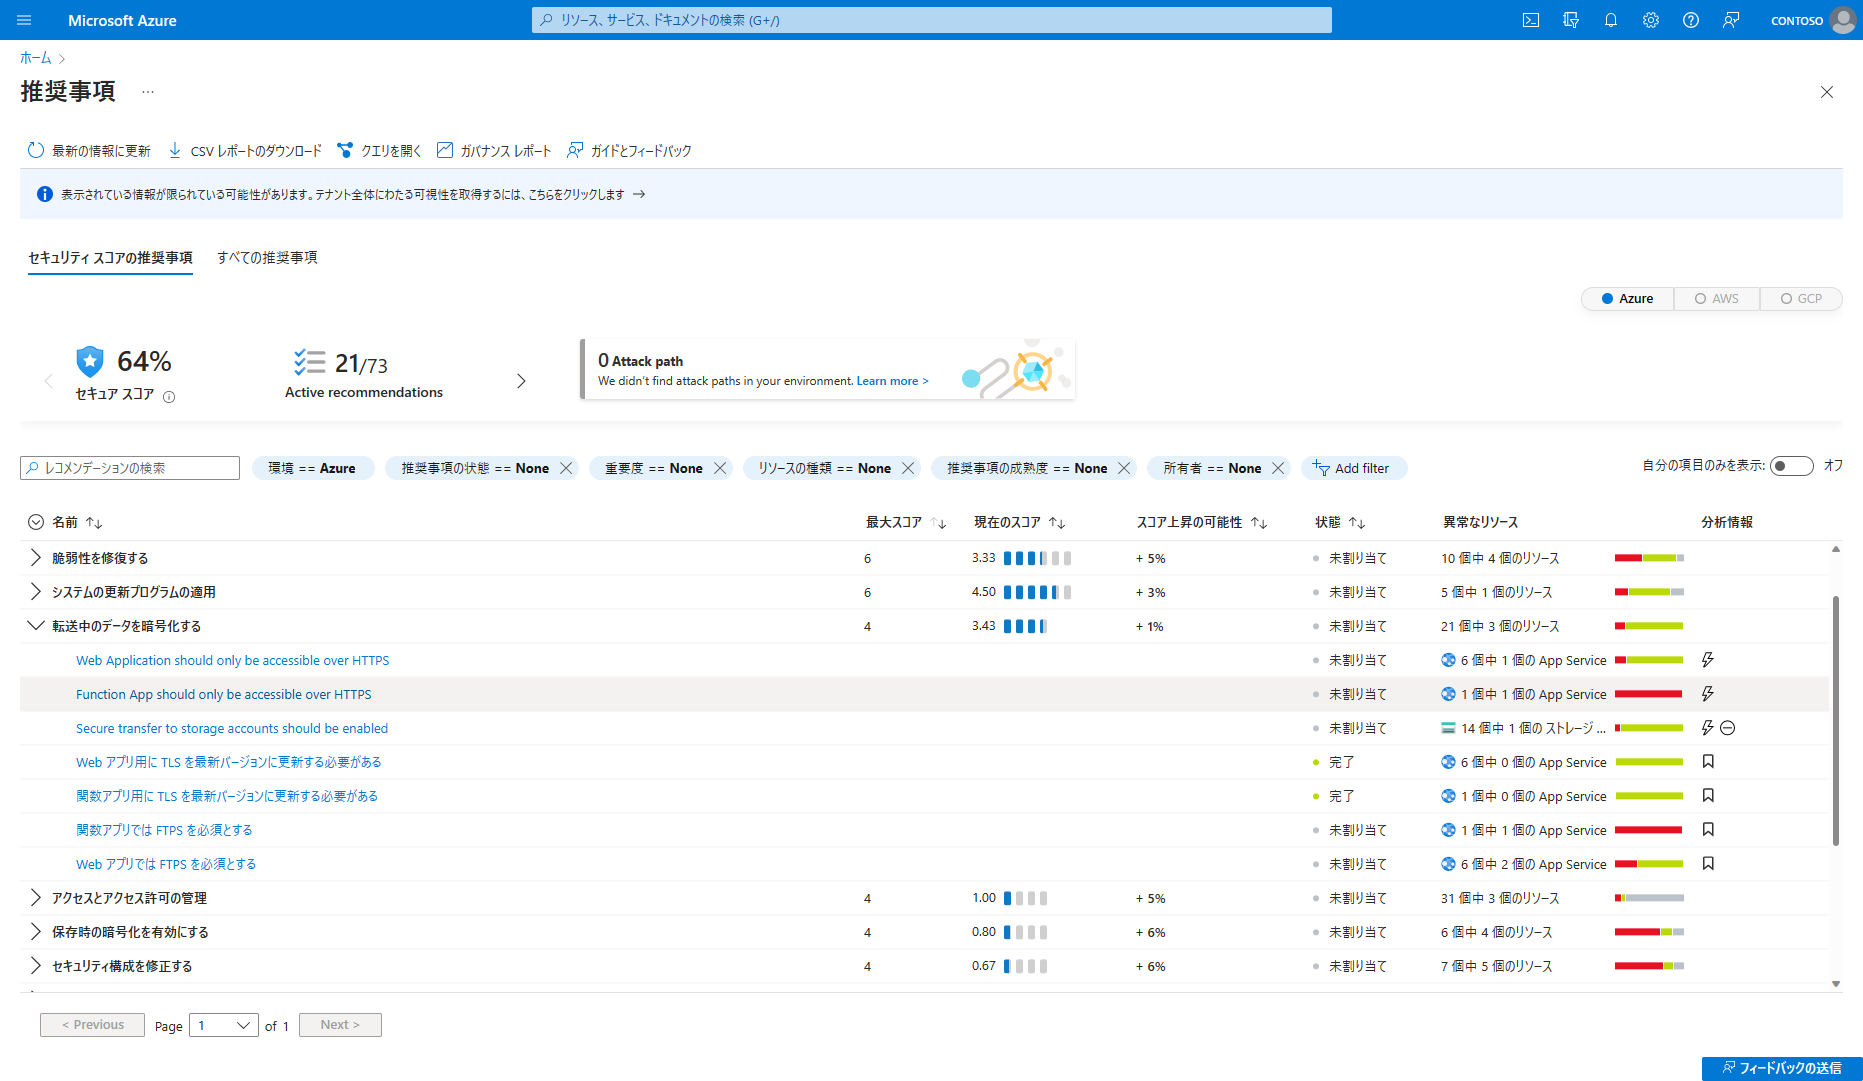 Microsoft Azure
リソース、サービス、ドキュメントの検索 (G+/)
CONTOSO
ホーム
推奨事項 …
最新の情報に更新 CSV レポートのダウンロード クエリを開く ガバナンス レポート ガイドとフィードバック
表示されている情報が限られている可能性があります。テナント全体にわたる可視性を取得するには、こちらをクリックします →
セキュリティ スコアの推奨事項 すべての推奨事項
Azure AWS GCP
64%
セキュア スコア
21/73
Active recommendations
0 Attack path
We didn't find attack paths in your environment. Learn more >
レコメンデーションの検索 環境 == Azure 推奨事項の状態 == None 重要度 == None リソースの種類 == None 推奨事項の成熟度 == None 所有者 == None Add filter 自分の項目のみを表示: オフ
名前 ↑↓ 最大スコア ↑↓ 現在のスコア ↑↓ スコア上昇の可能性 ↑↓ 状態 ↑↓ 異常なリソース 分析情報
脆弱性を修復する 6 3.33 + 5% 未割り当て 10 個中 4 個のリソース
システムの更新プログラムの適用 6 4.50 + 3% 未割り当て 5 個中 1 個のリソース
転送中のデータを暗号化する 4 3.43 + 1% 未割り当て 21 個中 3 個のリソース
Web Application should only be accessible over HTTPS 未割り当て 6 個中 1 個の App Service
Function App should only be accessible over HTTPS 未割り当て 1 個中 1 個の App Service
Secure transfer to storage accounts should be enabled 未割り当て 14 個中 1 個の ストレージ ...
Web アプリ用に TLS を最新バージョンに更新する必要がある 完了 6 個中 0 個の App Service
関数アプリ用に TLS を最新バージョンに更新する必要がある 完了 1 個中 0 個の App Service
関数アプリでは FTPS を必須とする 未割り当て 1 個中 1 個の App Service
Web アプリでは FTPS を必須とする 未割り当て 6 個中 2 個の App Service
アクセスとアクセス許可の管理 4 1.00 + 5% 未割り当て 31 個中 3 個のリソース
保存時の暗号化を有効にする 4 0.80 + 6% 未割り当て 6 個中 4 個のリソース
セキュリティ構成を修正する 4 0.67 + 6% 未割り当て 7 個中 5 個のリソース
< Previous Page 1 of 1 Next >
フィードバックの送信